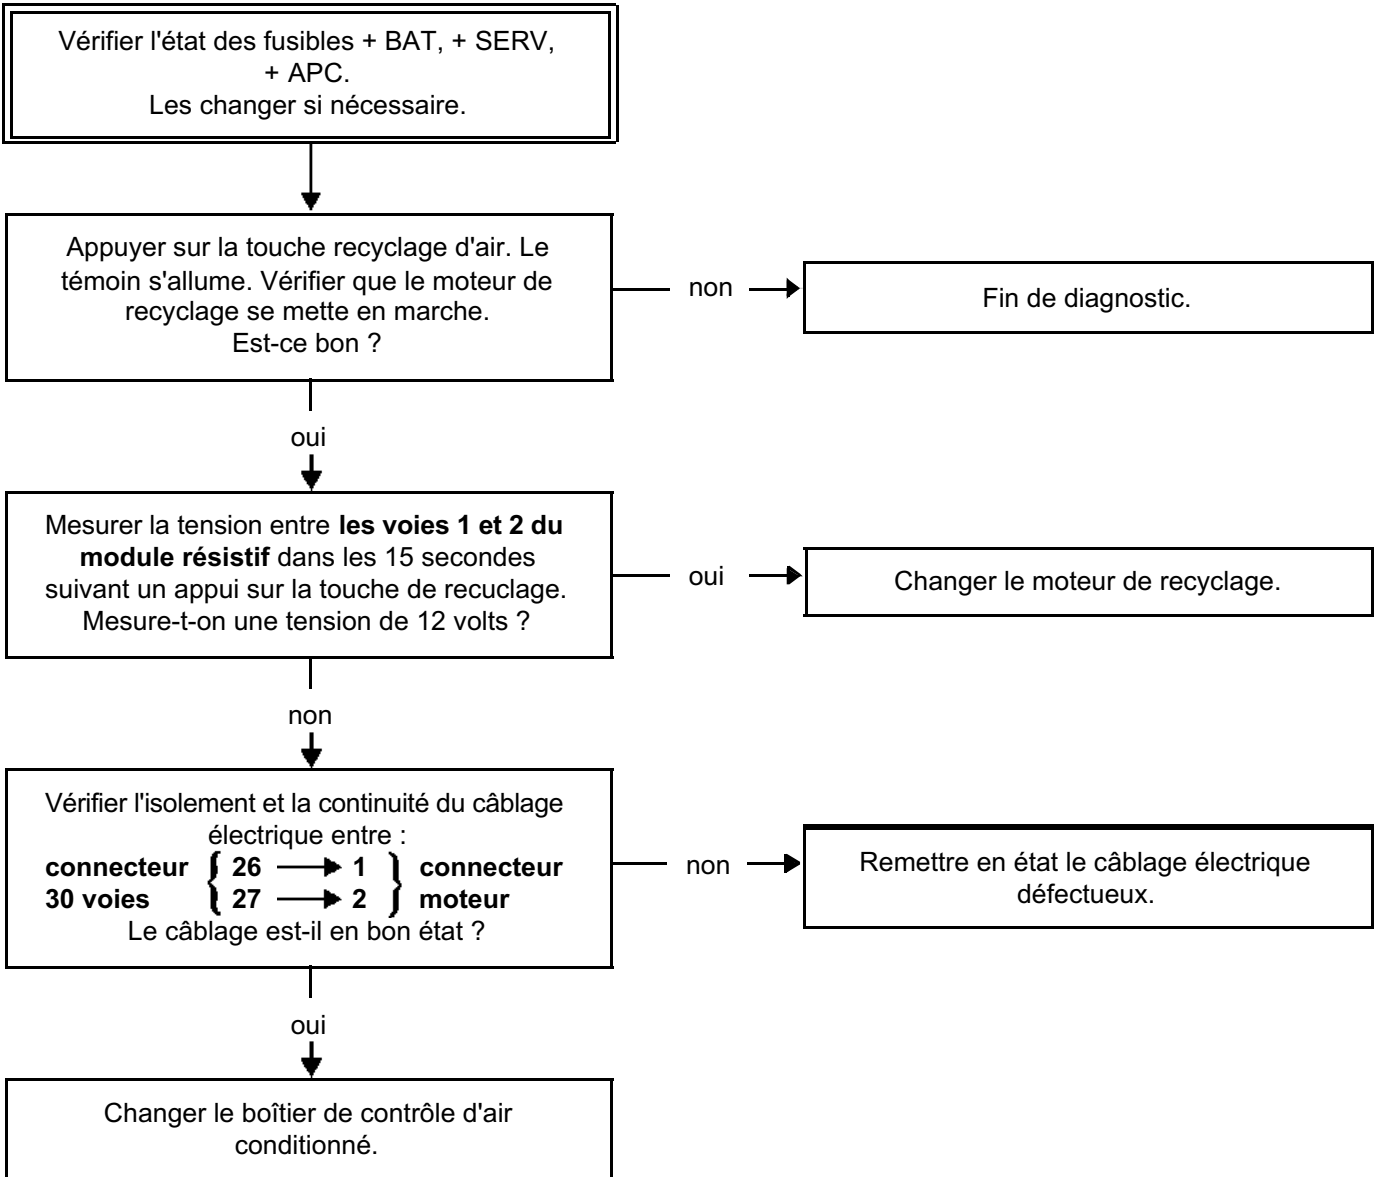 Vérifier l'état des fusibles + BAT, + SERV,
+ APC.
Les changer si nécessaire.
Appuyer sur la touche recyclage d'air. Le
témoin s'allume. Vérifier que le moteur de
recyclage se mette en marche.
Est-ce bon ?
non
Fin de diagnostic.
oui
Mesurer la tension entre les voies 1 et 2 du
module résistif dans les 15 secondes
suivant un appui sur la touche de recuclage.
Mesure-t-on une tension de 12 volts ?
oui
Changer le moteur de recyclage.
non
Vérifier l'isolement et la continuité du câblage
électrique entre :
connecteur { 26 → 1 } connecteur
30 voies { 27 → 2 } moteur
Le câblage est-il en bon état ?
non
Remettre en état le câblage électrique
défectueux.
oui
Changer le boîtier de contrôle d'air
conditionné.